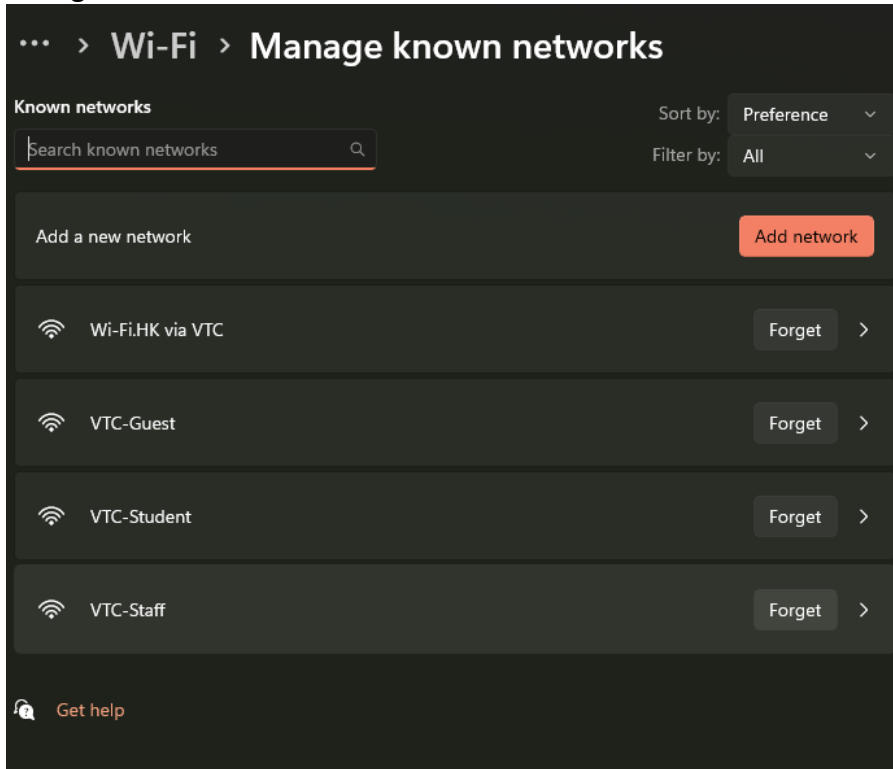 ... > Wi-Fi > Manage known networks
Known networks
Sort by: Preference
Search known networks
Filter by: All
Add a new network Add network
Wi-Fi.HK via VTC Forget
VTC-Guest Forget
VTC-Student Forget
VTC-Staff Forget
Get help